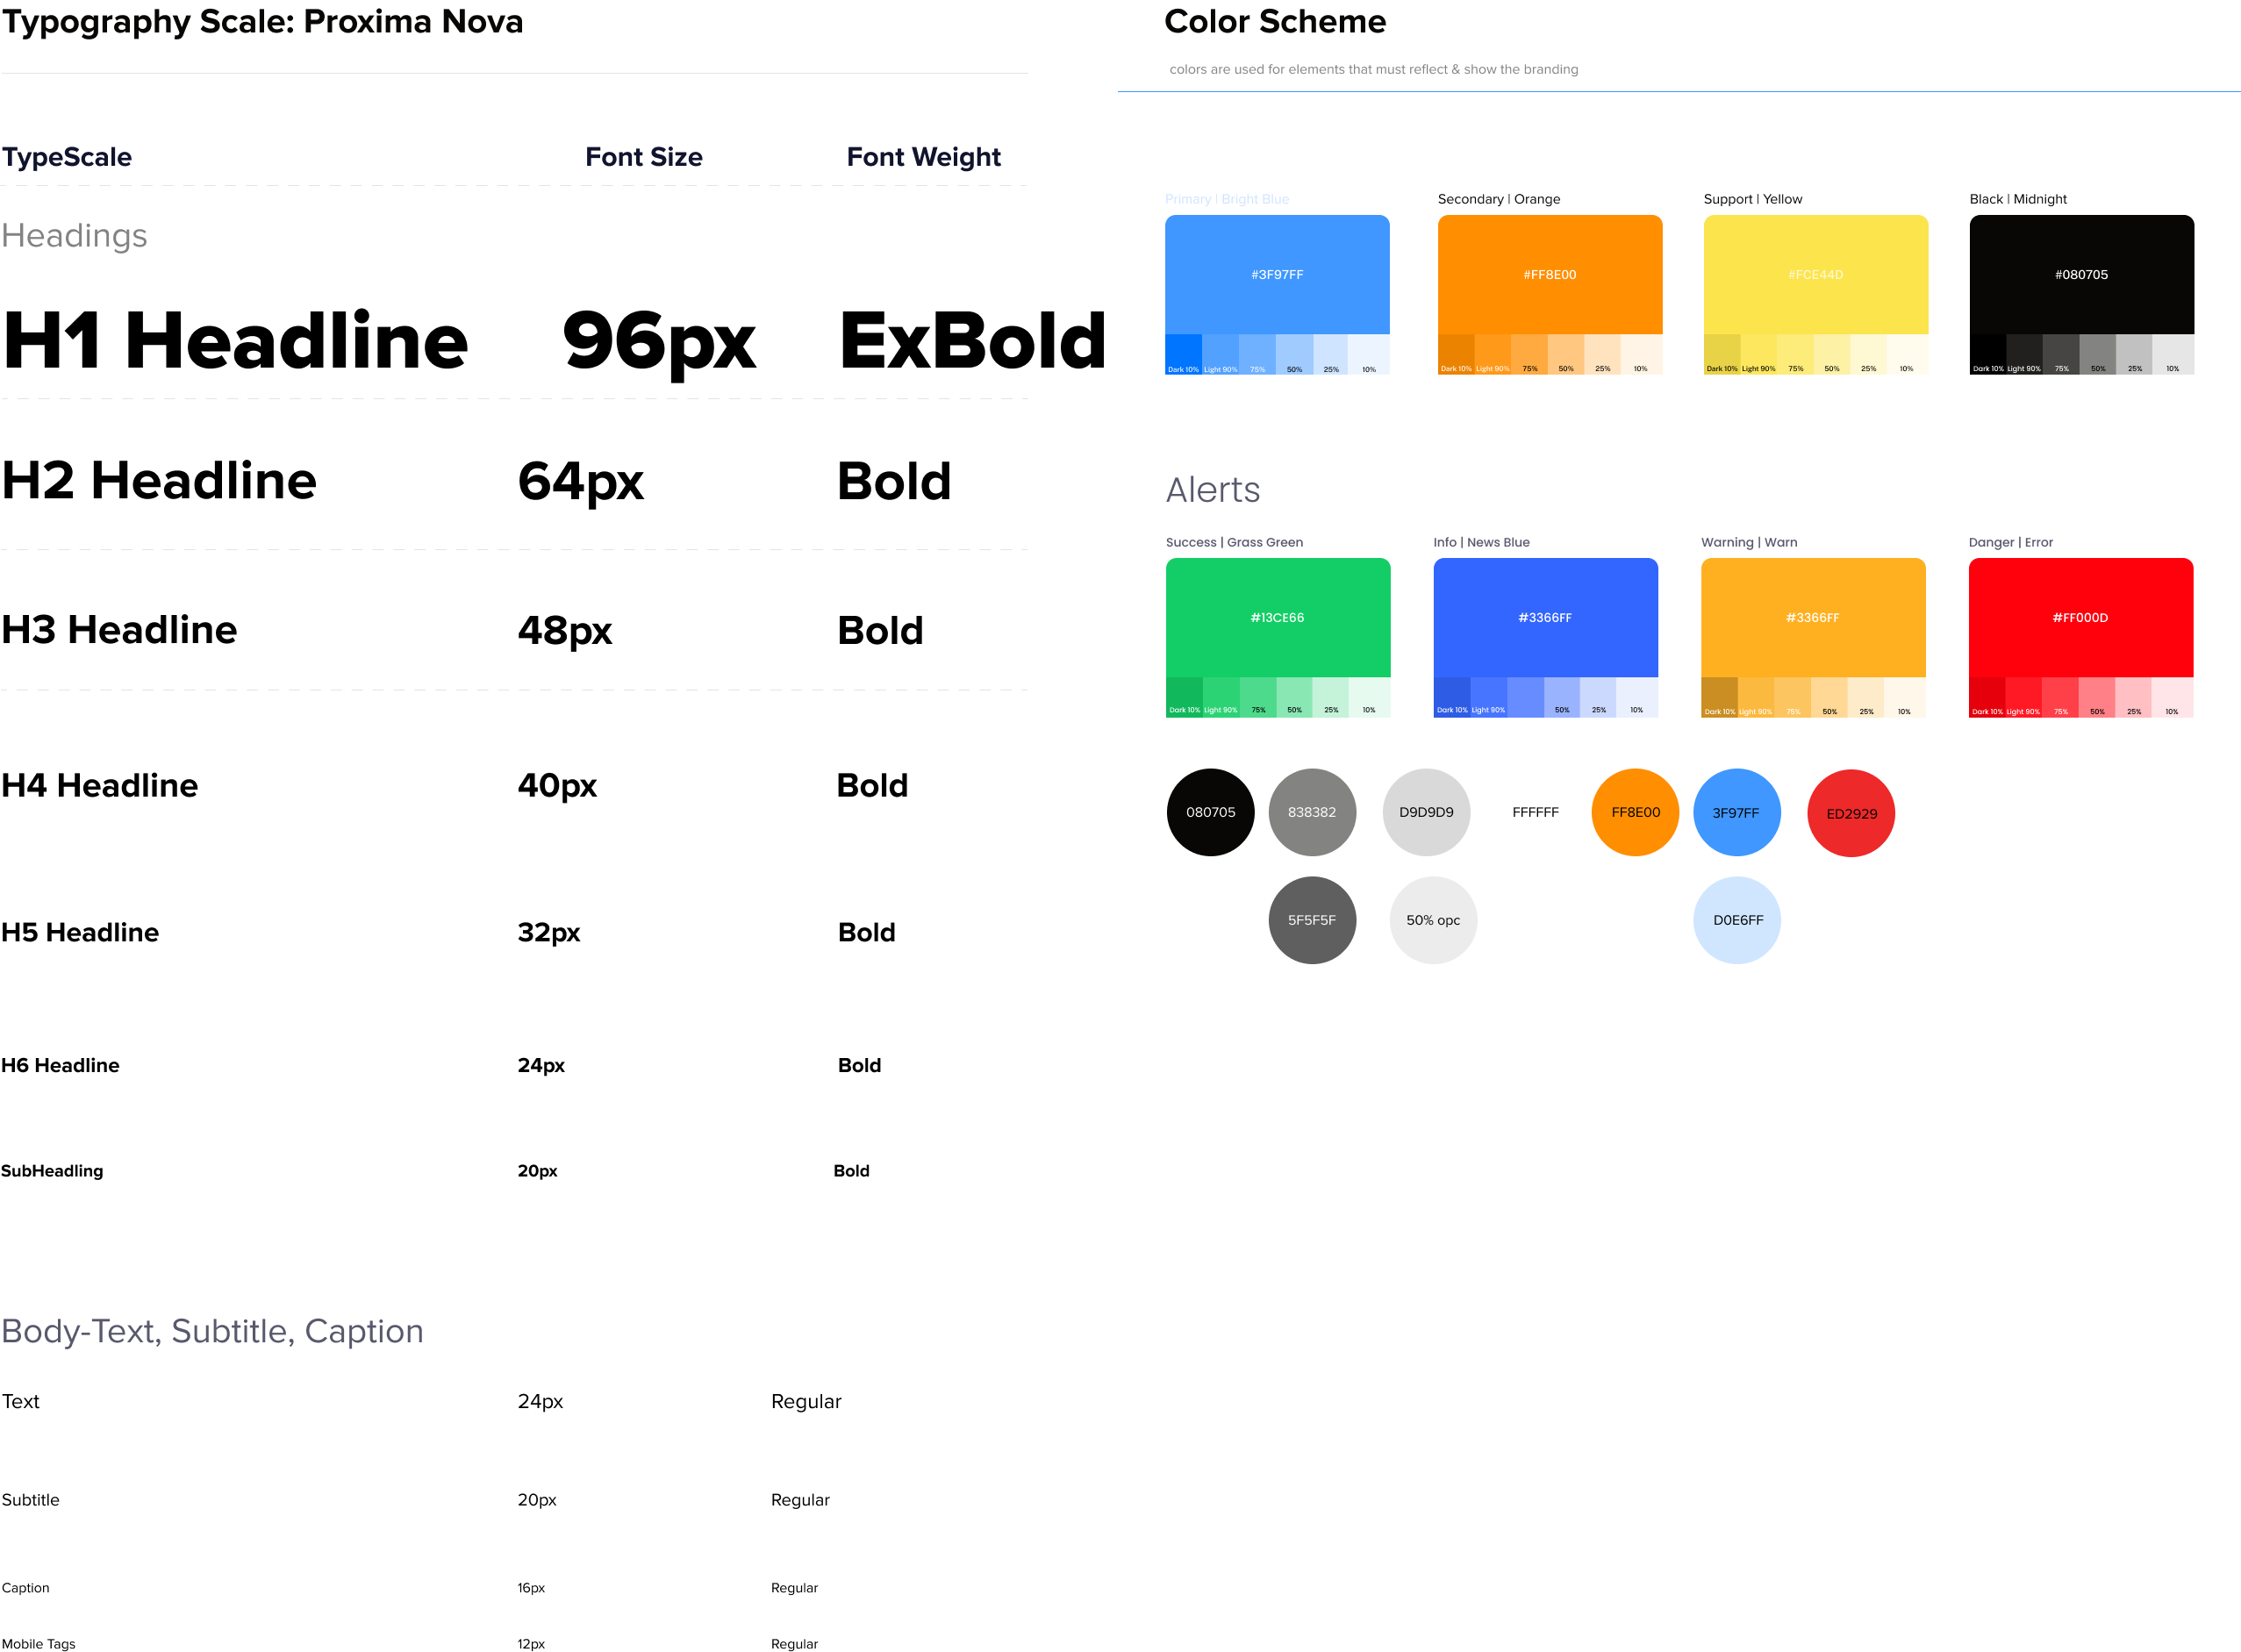 Typography Scale: Proxima Nova
TypeScale Font Size Font Weight
Headings
H1 Headline 96px ExBold
H2 Headline 64px Bold
H3 Headline 48px Bold
H4 Headline 40px Bold
H5 Headline 32px Bold
H6 Headline 24px Bold
SubHeadling 20px Bold
Body-Text, Subtitle, Caption
Text 24px Regular
Subtitle 20px Regular
Caption 16px Regular
Mobile Tags 12px Regular
Color Scheme
colors are used for elements that must reflect & show the branding
Primary | Bright Blue Secondary | Orange Support | Yellow Black | Midnight
#3F97FF #FF8E00 #FCE44D #080705
Dark 10% Light 90% 75% 50% 25% 10% Dark 10% Light 90% 75% 50% 25% 10% Dark 10% Light 90% 75% 50% 25% 10% Dark 10% Light 90% 75% 50% 25% 10%
Alerts
Success | Grass Green Info | News Blue Warning | Warn Danger | Error
#13CE66 #3366FF #3366FF #FF000D
Dark 10% Light 90% 75% 50% 25% 10% Dark 10% Light 90% 50% 25% 10% Dark 10% Light 90% 75% 50% 25% 10% Dark 10% Light 90% 75% 50% 25% 10%
080705 838382 D9D9D9 FFFFFF FF8E00 3F97FF ED2929
5F5F5F 50% opc D0E6FF